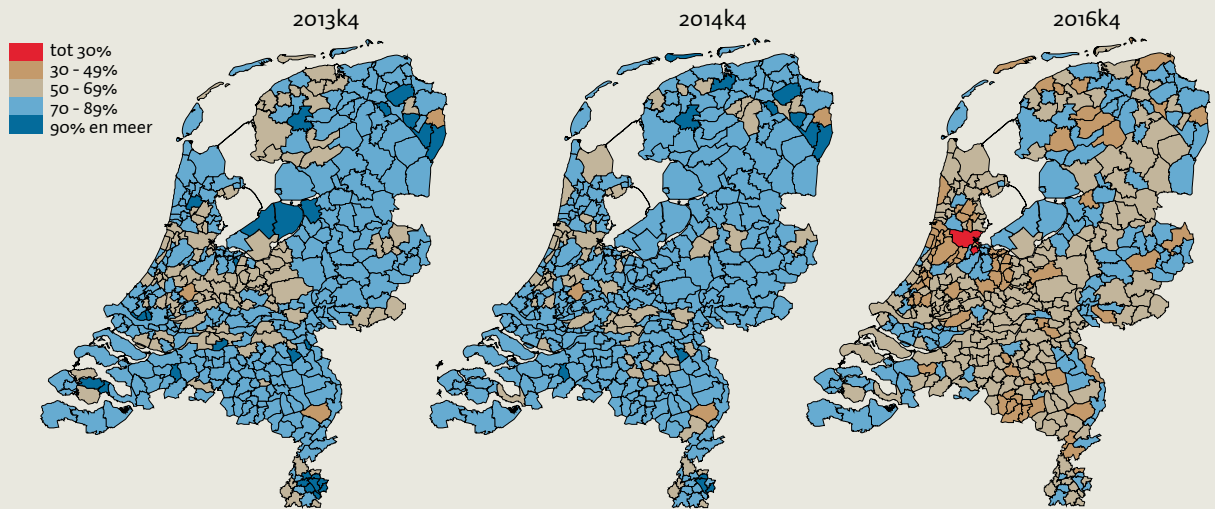 2013k4
2014k4
2016k4
tot 30%
30 - 49%
50 - 69%
70 - 89%
90% en meer